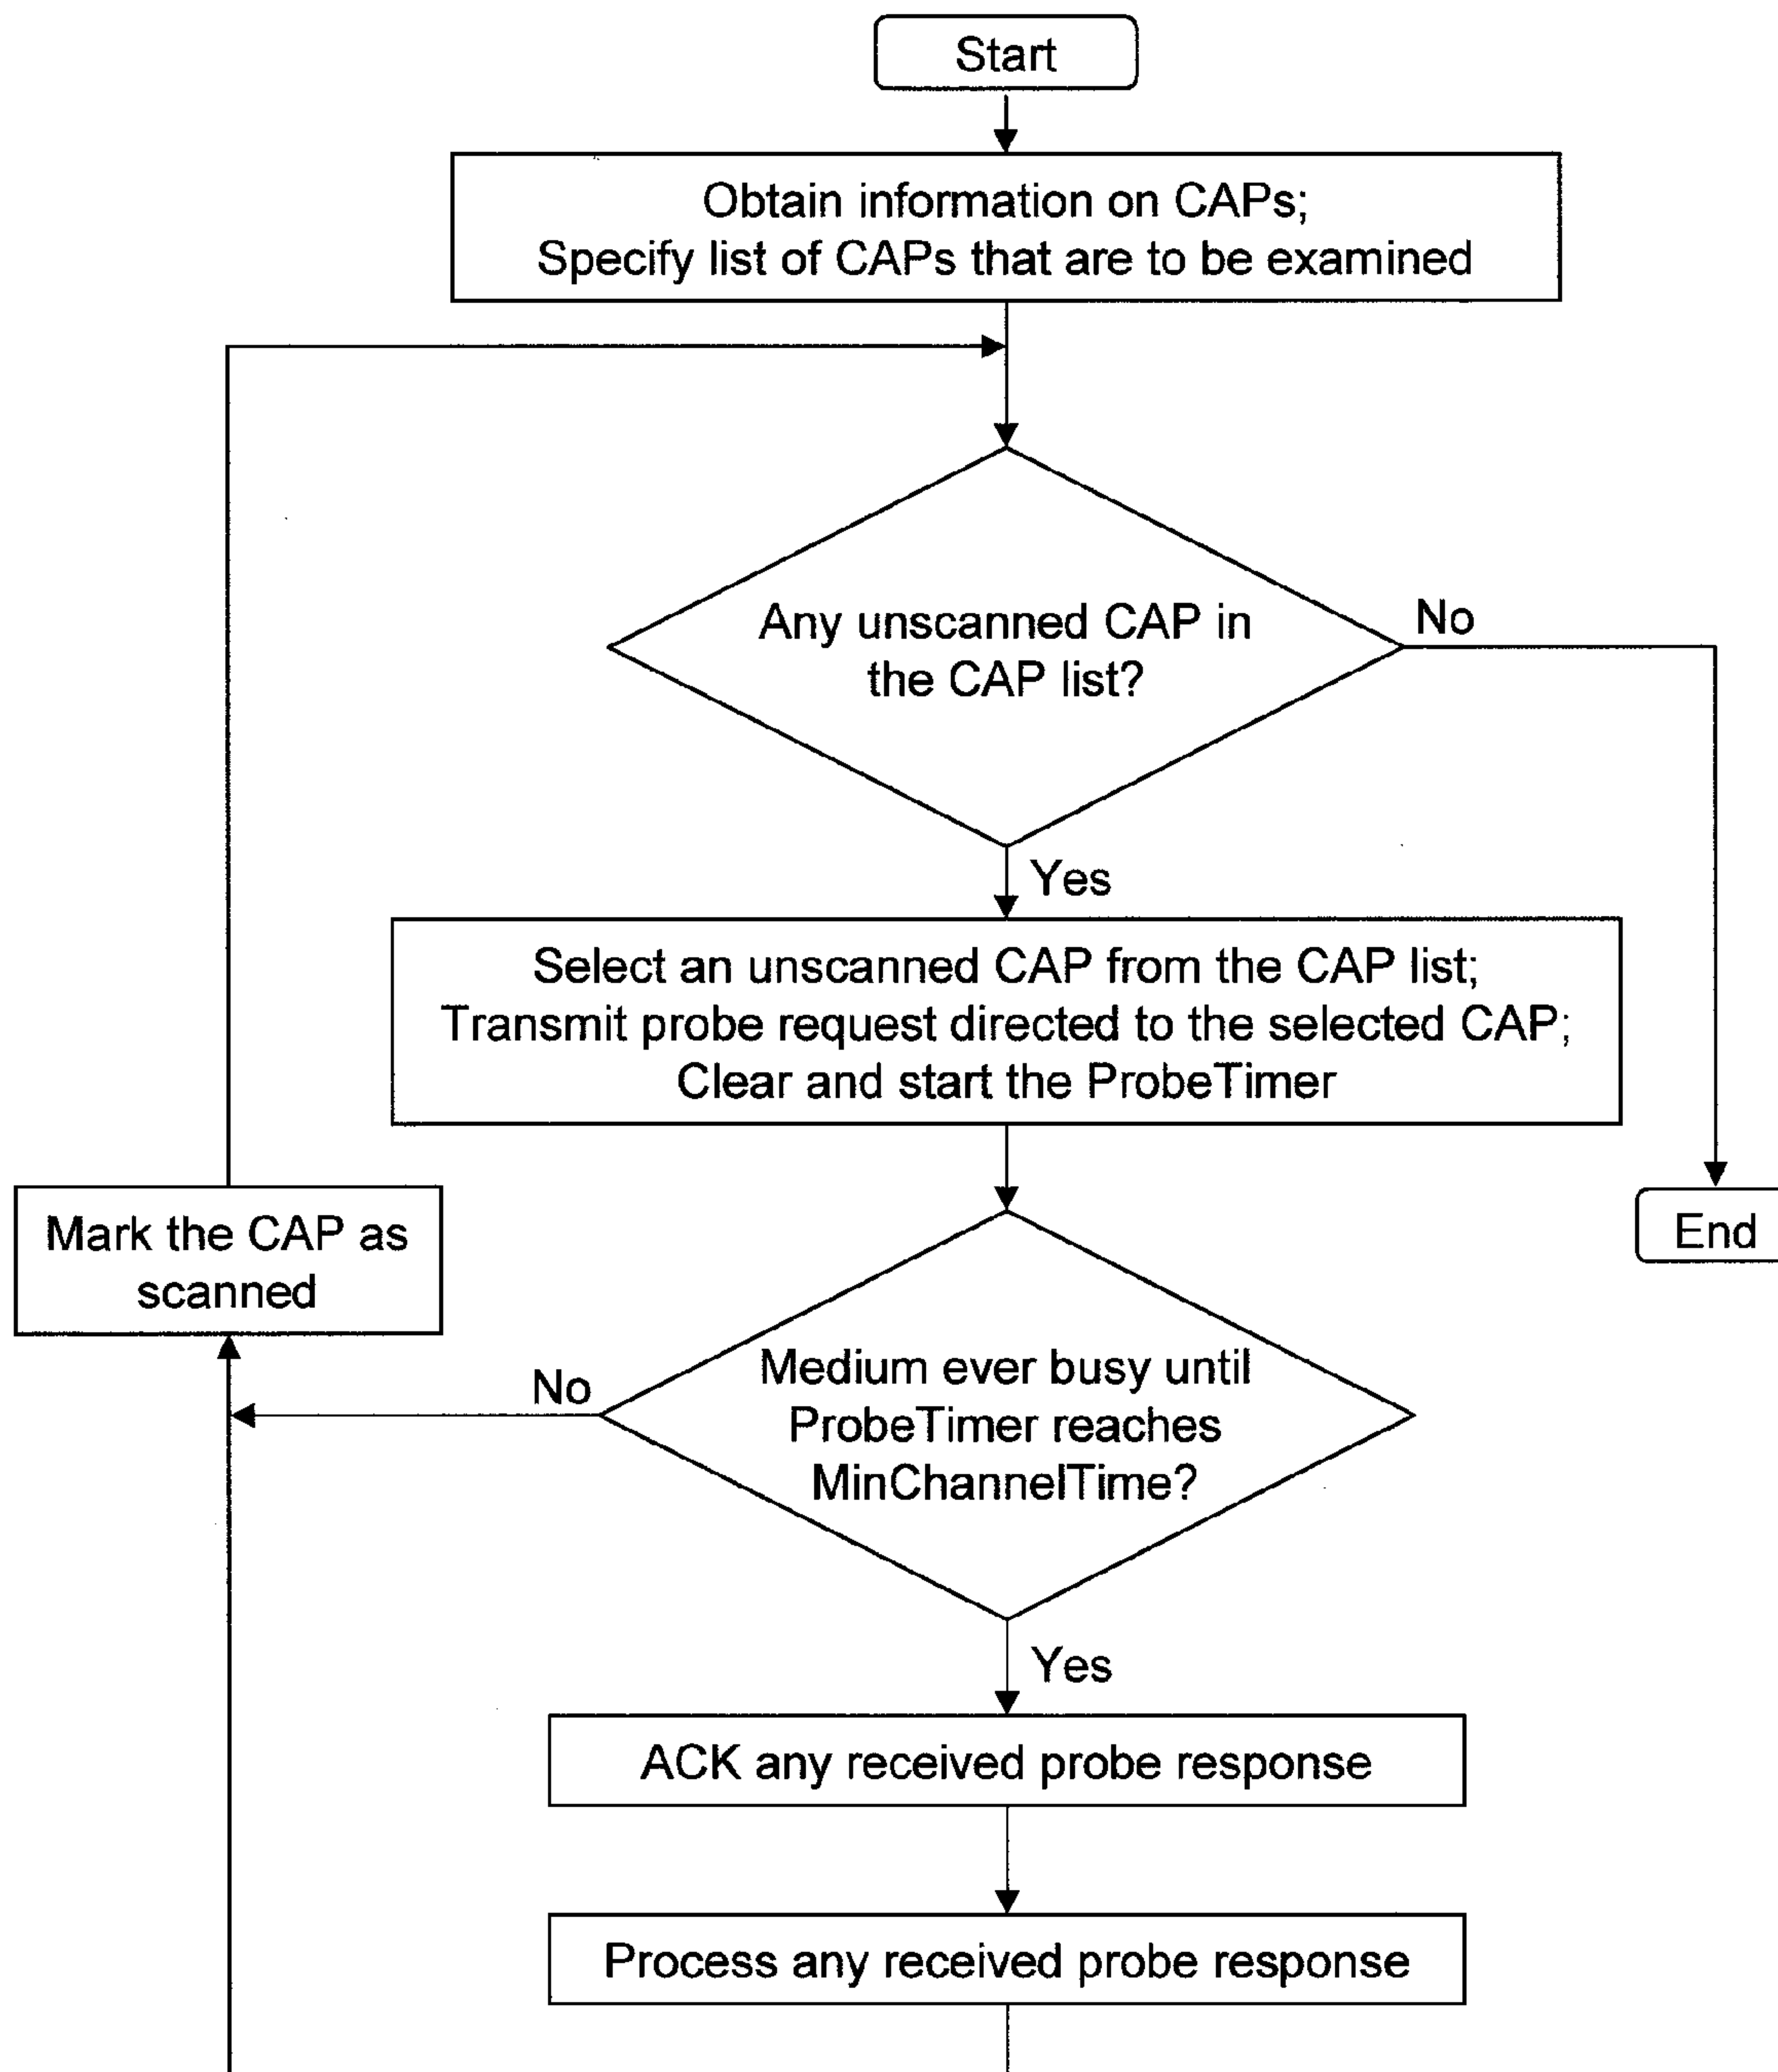 Start
Obtain information on CAPs;
Specify list of CAPs that are to be examined
Any unscanned CAP in
the CAP list?
No
Yes
Select an unscanned CAP from the CAP list;
Transmit probe request directed to the selected CAP;
Clear and start the ProbeTimer
Mark the CAP as
scanned
End
Medium ever busy until
ProbeTimer reaches
MinChannelTime?
No
Yes
ACK any received probe response
Process any received probe response